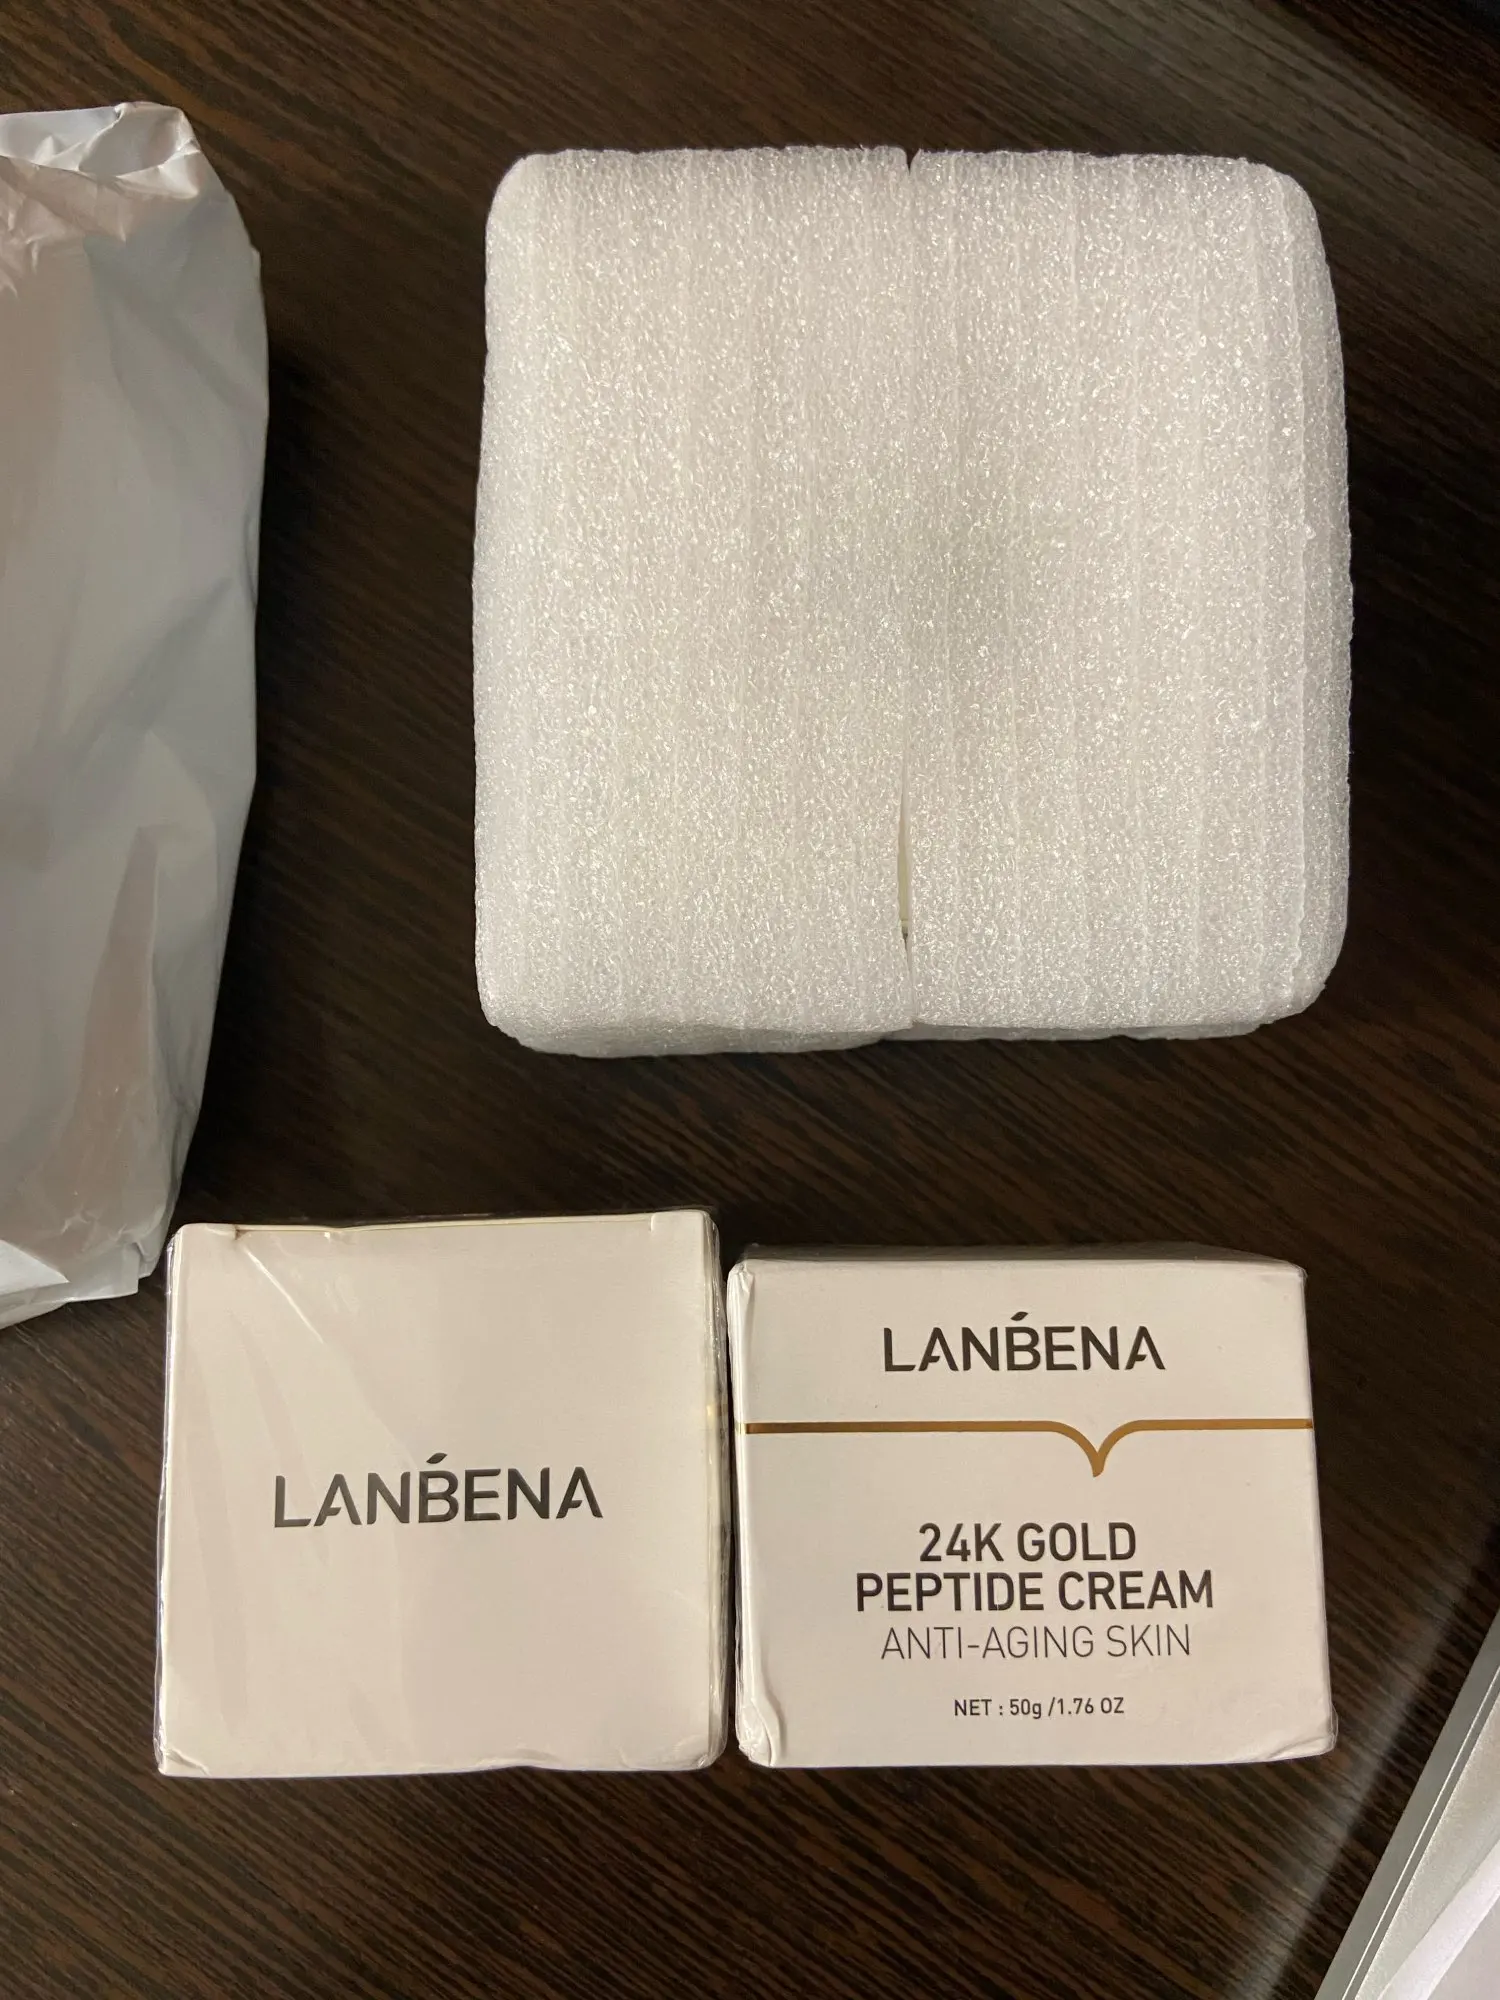 LANBENA
LANBENA
24K GOLD
PEPTIDE CREAM
ANTI-AGING SKIN
NET : 50g /1.76 OZ